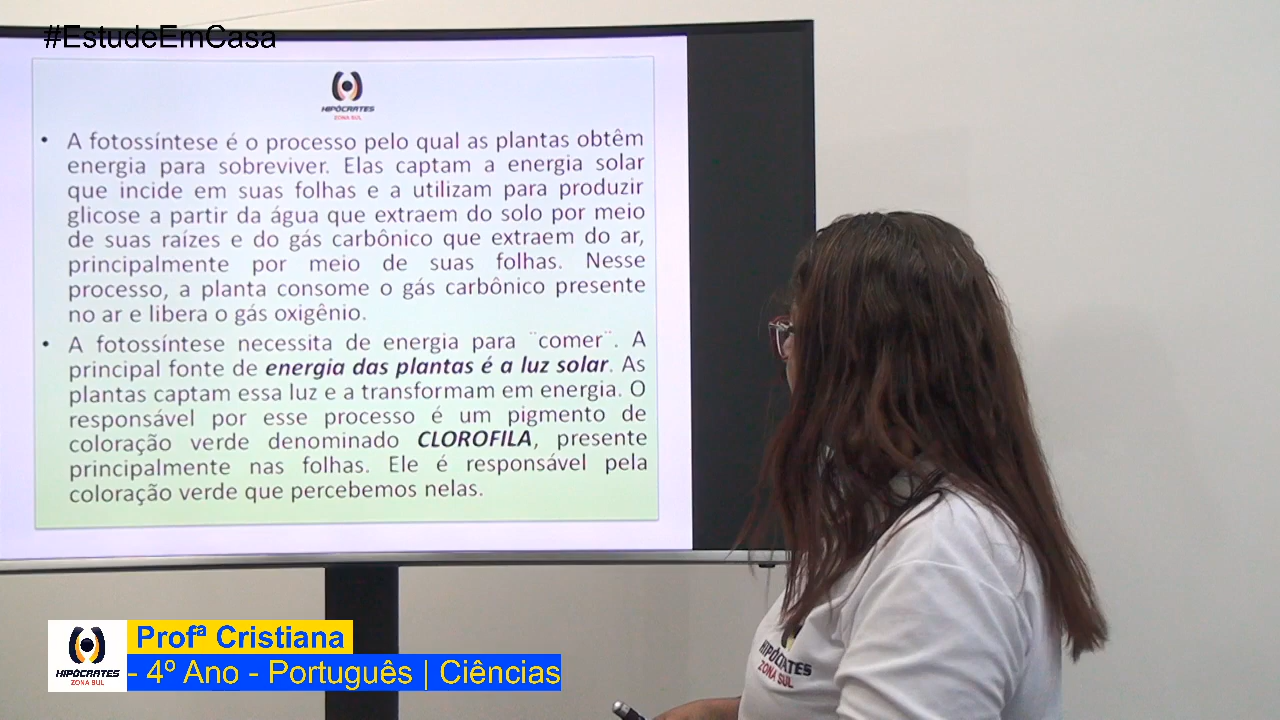 #EstudeEmCasa
HIPÓCRATES
ZONA SUL
• A fotossíntese é o processo pelo qual as plantas obtêm
energia para sobreviver. Elas captam a energia solar
que incide em suas folhas e a utilizam para produzir
glicose a partir da água que extraem do solo por meio
de suas raízes e do gás carbônico que extraem do ar,
principalmente por meio de suas folhas. Nesse
processo, a planta consome o gás carbônico presente
no ar e libera o gás oxigênio.
• A fotossíntese necessita de energia para ¨comer¨. A
principal fonte de energia das plantas é a luz solar. As
plantas captam essa luz e a transformam em energia. O
responsável por esse processo é um pigmento de
coloração verde denominado CLOROFILA, presente
principalmente nas folhas. Ele é responsável pela
coloração verde que percebemos nelas.
HIPÓCRATES
ZONA SUL
Profª Cristiana
- 4º Ano - Português | Ciências
HIPÓCRATES
ZONA SUL